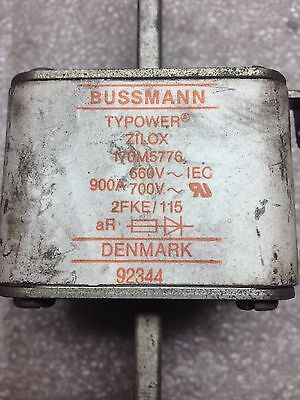 BUSSMANN
TYPOWER®
ZILOX
170M5776
660V~ IEC
900A 700V~
2FKE/115
aR
DENMARK
92344